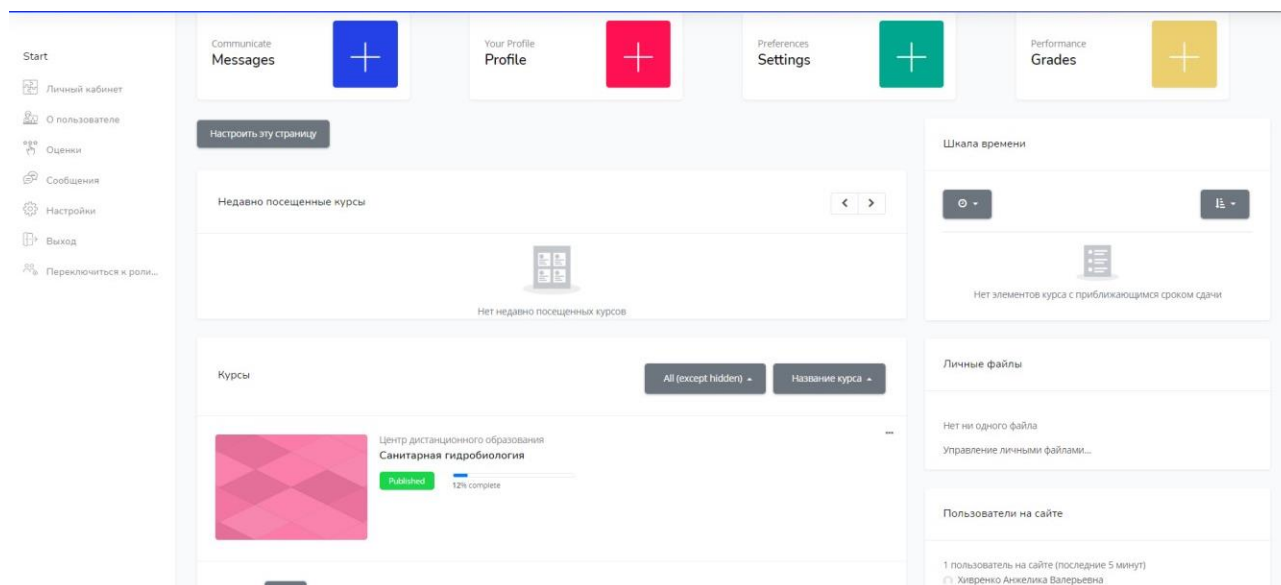 Communicate
Messages
Your Profile
Profile
Preferences
Settings
Performance
Grades
Start
Личный кабинет
О пользователе
Оценки
Сообщения
Настройки
Выход
Переключиться к роли...
Настроить эту страницу
Недавно посещенные курсы
Нет недавно посещенных курсов
Курсы
All (except hidden)
Название курса
Центр дистанционного образования
Санитарная гидробиология
Published
12% complete
Шкала времени
Нет элементов курса с приближающимся сроком сдачи
Личные файлы
Нет ни одного файла
Управление личными файлами...
Пользователи на сайте
1 пользователь на сайте (последние 5 минут)
Хивренко Анжелика Валерьевна